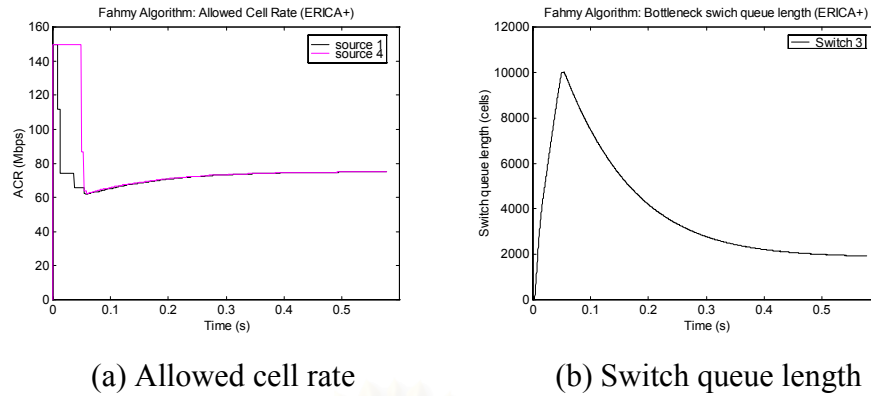 Fahmy Algorithm: Allowed Cell Rate (ERICA+)
160
140
120
100
80
60
40
20
0
ACR (Mbps)
source 1
source 4
0 0.1 0.2 0.3 0.4 0.5
Time (s)
(a) Allowed cell rate
Fahmy Algorithm: Bottleneck swich queue length (ERICA+)
12000
10000
8000
6000
4000
2000
0
Switch queue length (cells)
Switch 3
0 0.1 0.2 0.3 0.4 0.5
Time (s)
(b) Switch queue length